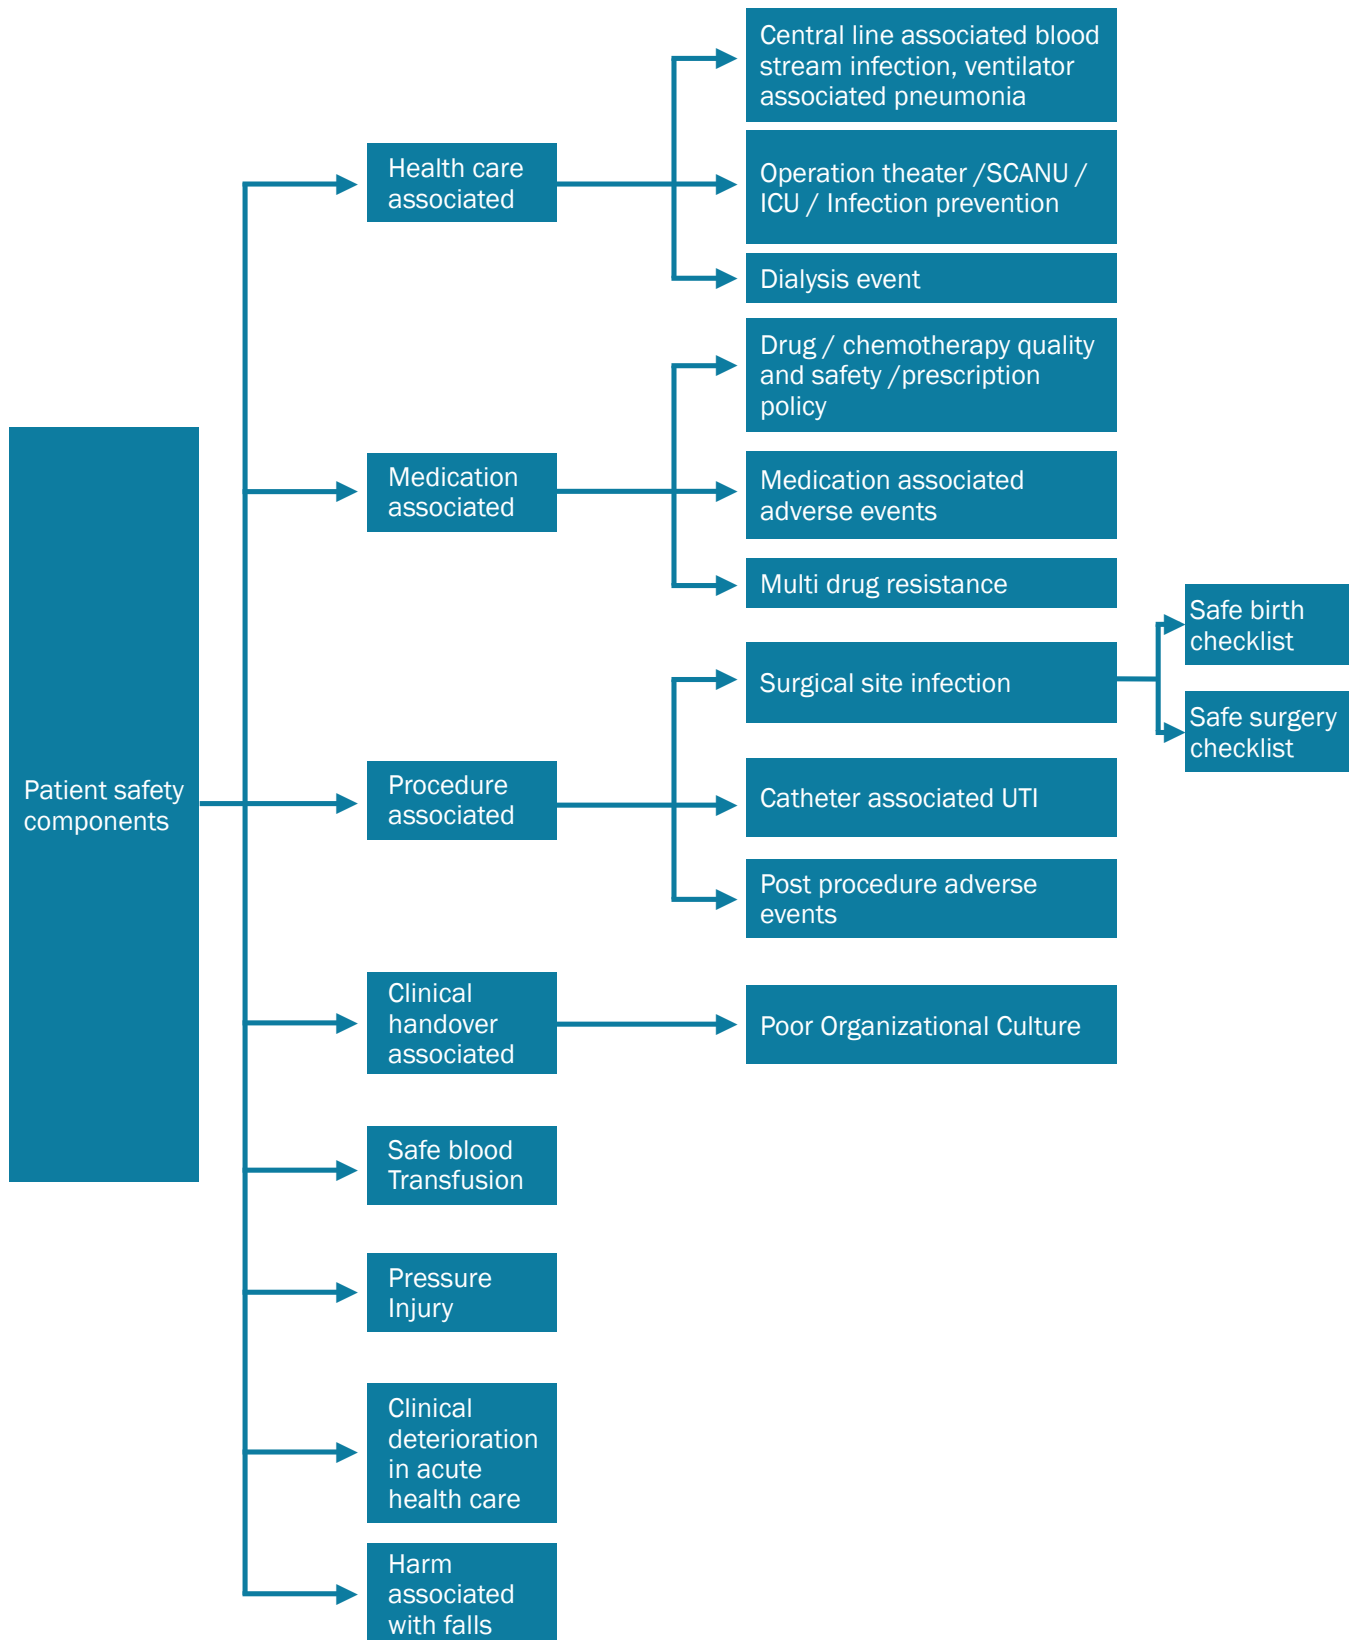 Patient safety
components
Health care
associated
Central line associated blood
stream infection, ventilator
associated pneumonia
Operation theater /SCANU /
ICU / Infection prevention
Dialysis event
Medication
associated
Drug / chemotherapy quality
and safety /prescription
policy
Medication associated
adverse events
Multi drug resistance
Procedure
associated
Surgical site infection
Safe birth
checklist
Safe surgery
checklist
Catheter associated UTI
Post procedure adverse
events
Clinical
handover
associated
Poor Organizational Culture
Safe blood
Transfusion
Pressure
Injury
Clinical
deterioration
in acute
health care
Harm
associated
with falls